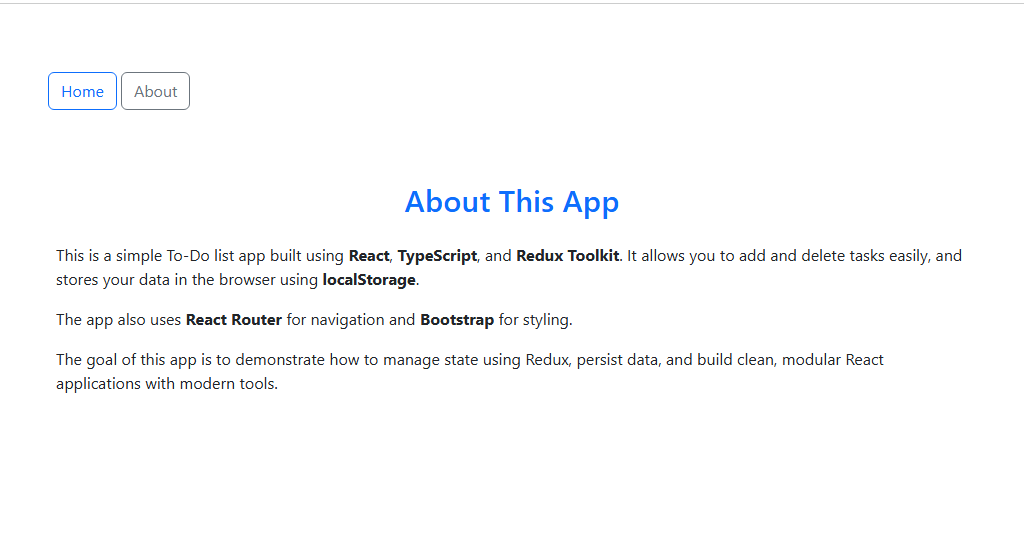 Home About
About This App
This is a simple To-Do list app built using React, TypeScript, and Redux Toolkit. It allows you to add and delete tasks easily, and
stores your data in the browser using localStorage.
The app also uses React Router for navigation and Bootstrap for styling.
The goal of this app is to demonstrate how to manage state using Redux, persist data, and build clean, modular React
applications with modern tools.